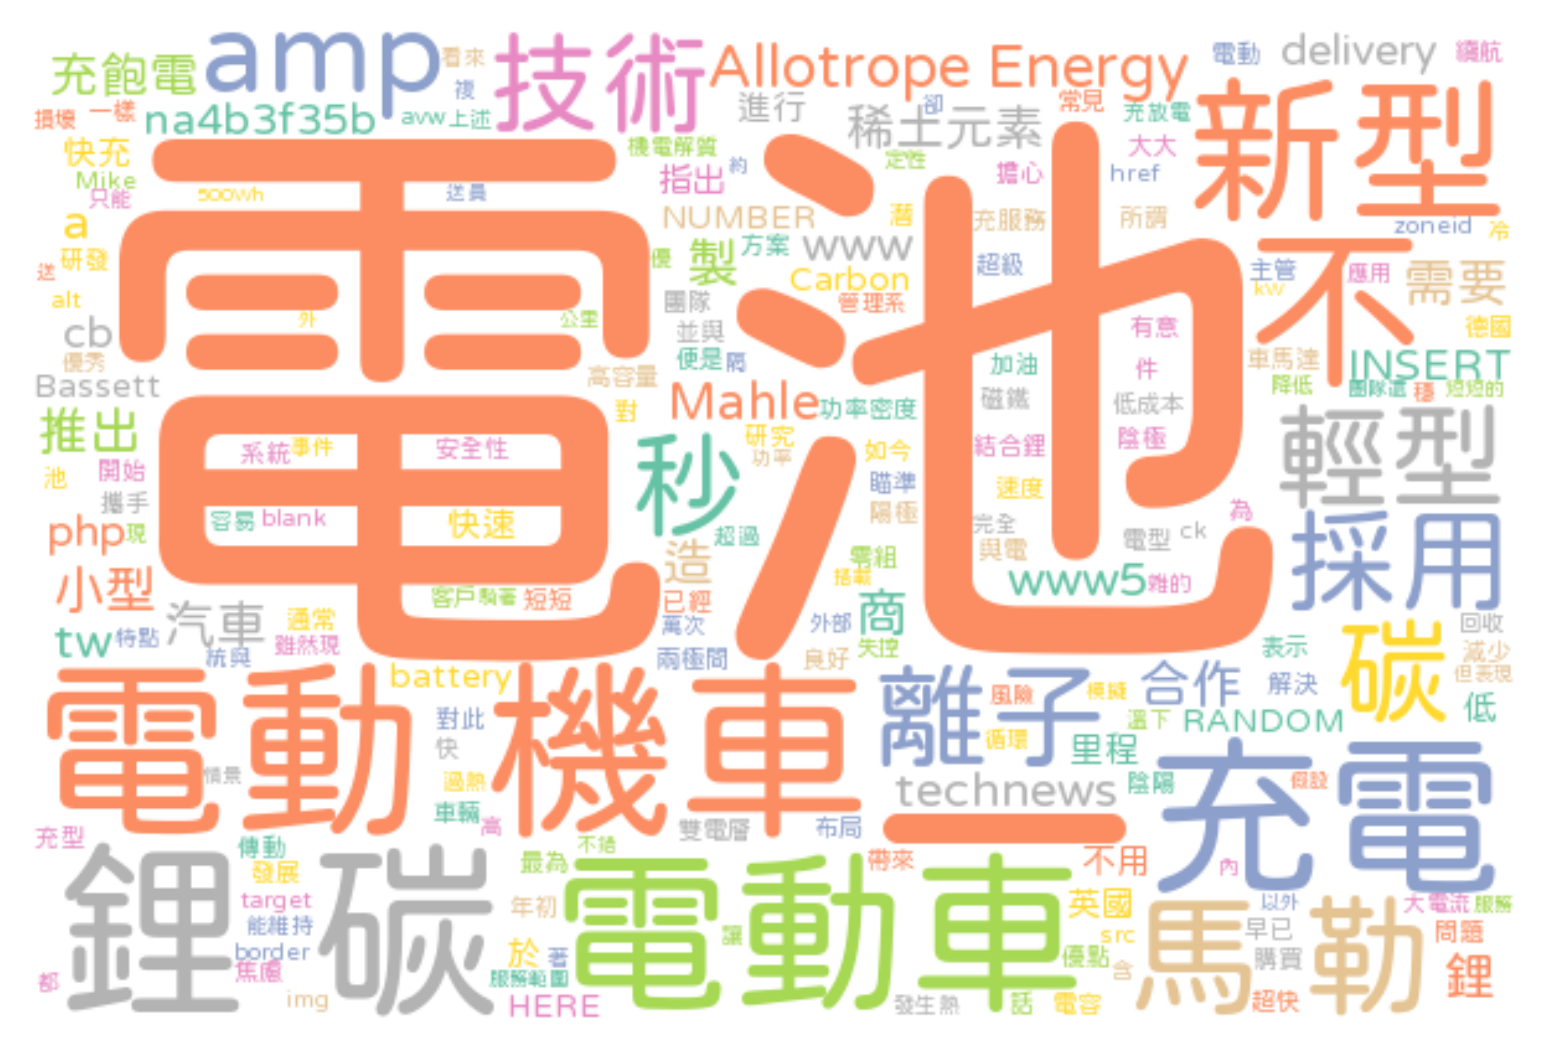 充飽電 amp 看來 技術 Allotrope Energy 電動 delivery 續航
損壞 一樣 na4b3f35b 複 avw 上述 進行 稀土元素 卻 常見 充放電 新型
快充 機電解質 指出 約 定性 擔心 大大 href
Mike 只能 500Wh 送員 NUMBER 潛 充服務 所謂 zoneid 冷
a 研發 送 電池 優 製 方案 www 超級 主管 kW 應用 不 需要
alt 外 公里 團隊 Carbon 管理系 有意 德國
cb 優秀 並與 便是 隔 加油 件 車馬達 INSERT
Bassett 高容量 Mahle 功率密度 磁鐵 低成本 降低 團隊這 穩 短短的
推出 對 秒 研究 功率 如今 結合鋰 陰極 輕型
系統 事件 安全性 池 開始 瞄準 速度
攜手 容易 blank 快速 超過 陽極 完全 與電 電型 ck 為 採用
php 現 造 零組 搭載 www5 雜的
小型 客戶 騎著 短短 已經 商
tw 特點 汽車 通常 雖然現 統與 萬次 兩極間 外部 良好 失控 表示 碳 回收 減少 但表現
電動機車 battery 離子 風險 模擬 合作 解決 低
對此 快 溫下 RANDOM 循環 里程
情景 過熱 車輛 高 technews 陰陽 充電 假設
充型 傳動 雙電層 布局 一
鋰碳 發展 最為 不錯 電動車 帶來 不用 內
target 能維持 年初 讓 英國 src 馬勒 以外 早已 大電流 服務
border 焦慮 於 著 優點 含 購買 問題
都 img 服務範圍 HERE 發生熱 話 電容 超快 鋰